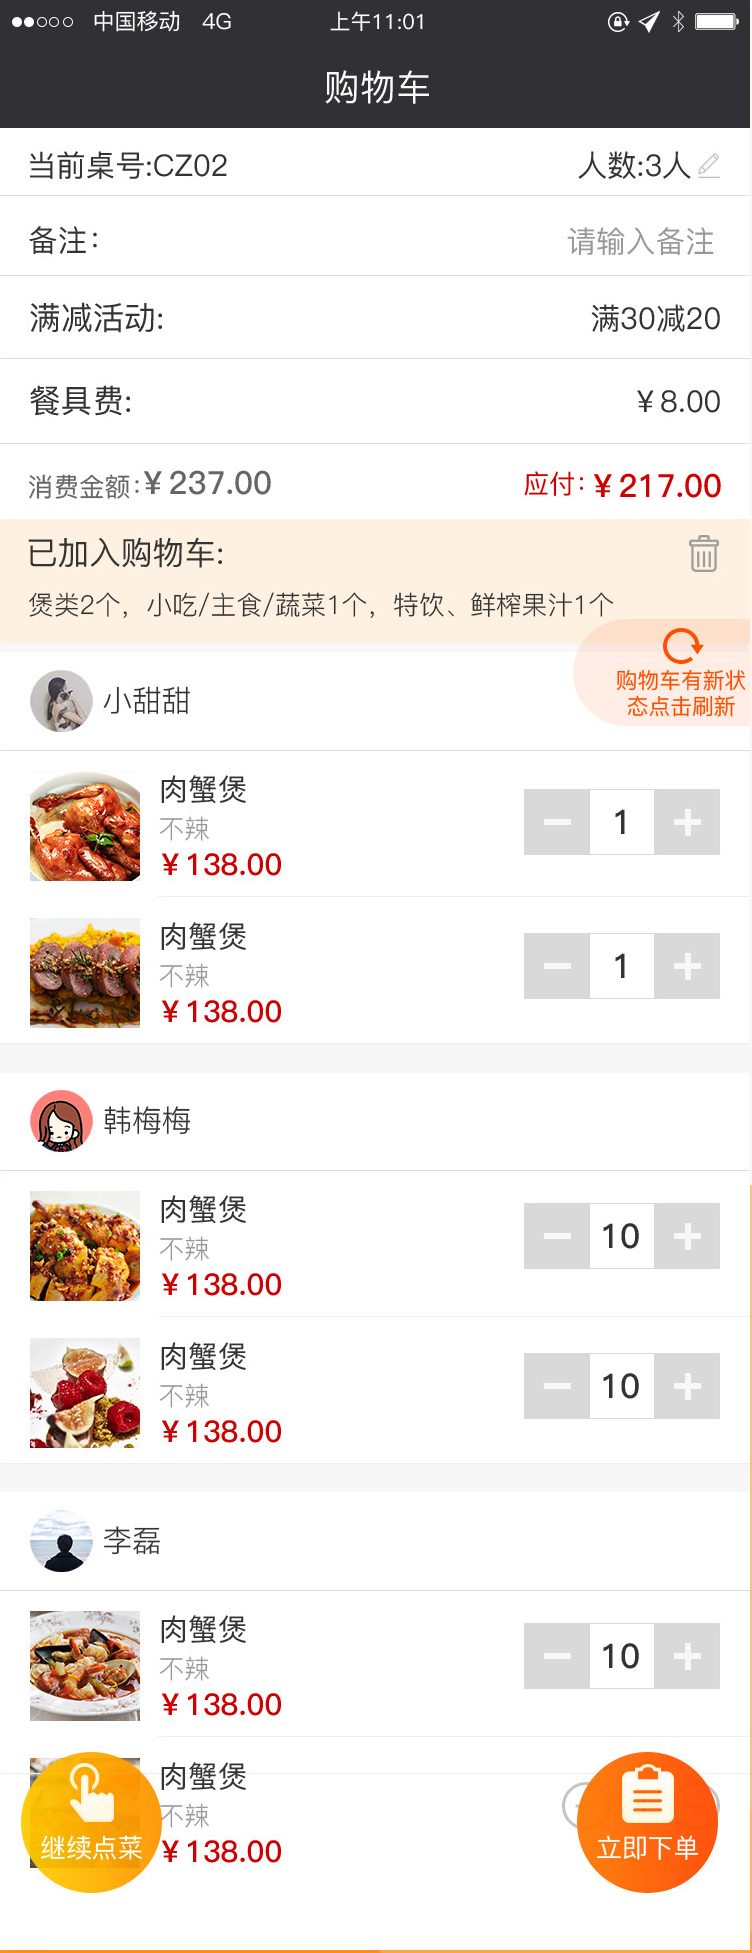 中国移动 4G 上午11:01
购物车
当前桌号:CZ02 人数:3人
备注: 请输入备注
满减活动: 满30减20
餐具费: ¥8.00
消费金额:¥237.00 应付:¥217.00
已加入购物车:
煲类2个，小吃/主食/蔬菜1个，特饮、鲜榨果汁1个
购物车有新状
态点击刷新
小甜甜
肉蟹煲
不辣
1
¥138.00
肉蟹煲
不辣
1
¥138.00
韩梅梅
肉蟹煲
不辣
10
¥138.00
肉蟹煲
不辣
10
¥138.00
李磊
肉蟹煲
不辣
10
¥138.00
肉蟹煲
不辣
¥138.00
继续点菜
立即下单